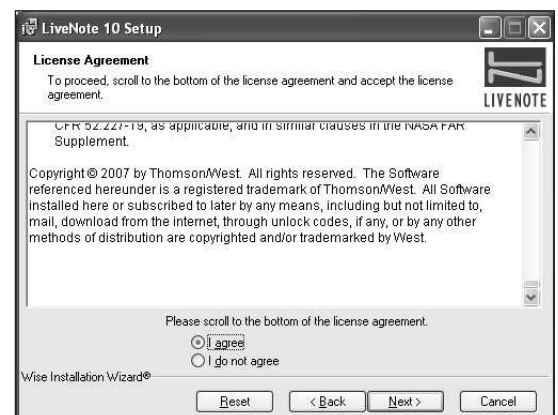 LiveNote 10 Setup
License Agreement
To proceed, scroll to the bottom of the license agreement and accept the license
agreement.
LIVENOTE
CFR 52.227-19, as applicable, and in similar clauses in the NASA FAR
Supplement.
Copyright © 2007 by Thomson/West. All rights reserved. The Software
referenced hereunder is a registered trademark of Thomson/West. All Software
installed here or subscribed to later by any means, including but not limited to,
mail, download from the internet, through unlock codes, if any, or by any other
methods of distribution are copyrighted and/or trademarked by West.
Please scroll to the bottom of the license agreement.
I agree
I do not agree
Wise Installation Wizard®
Reset
< Back
Next >
Cancel